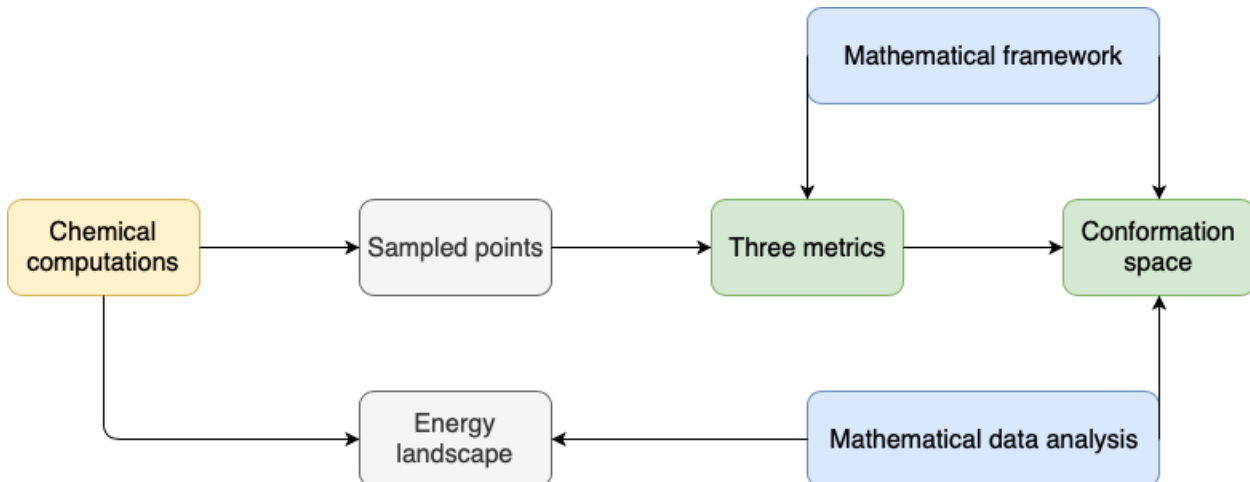 Mathematical framework
Chemical
computations
Sampled points
Three metrics
Conformation
space
Energy
landscape
Mathematical data analysis